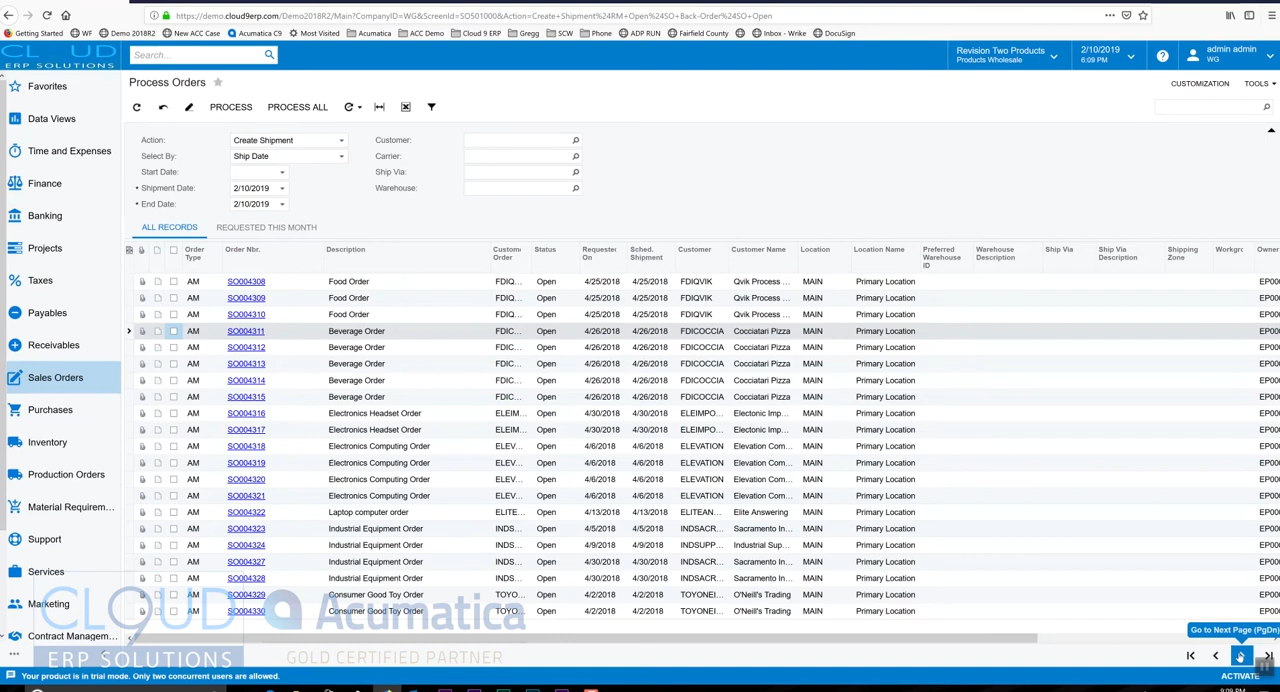 https://demo.cloud9erp.com/Demo2018R2/Main?CompanyID=WG&ScreenId=SO501000&Action=Create+Shipment%24RM+Open%24SO+Back-Order%24SO+Open
Getting Started WF Demo 2018R2 New ACC Case Acumatica C9 Most Visited Acumatica ACC Demo Cloud 9 ERP Gregg SCW Phone ADP RUN Fairfield County Inbox - Wrike DocuSign
CLOUD
ERP SOLUTIONS
Search...
Revision Two Products
Products Wholesale
2/10/2019
6:09 PM
admin admin
WG
Favorites
Data Views
Time and Expenses
Finance
Banking
Projects
Taxes
Payables
Receivables
Sales Orders
Purchases
Inventory
Production Orders
Material Requirem...
Support
Services
Marketing
Contract Managem...
Process Orders
CUSTOMIZATION TOOLS
PROCESS PROCESS ALL
Action: Create Shipment Customer:
Select By: Ship Date Carrier:
Start Date: Ship Via:
Shipment Date: 2/10/2019 Warehouse:
End Date: 2/10/2019
ALL RECORDS REQUESTED THIS MONTH
Order Type Order Nbr. Description Custom Order Status Requested On Sched. Shipment Customer Customer Name Location Location Name Preferred Warehouse ID Warehouse Description Ship Via Ship Via Description Shipping Zone Workgrc Owner
AM SO004308 Food Order FDIQ... Open 4/25/2018 4/25/2018 FDIQVIK Qvik Process ... MAIN Primary Location EP00
AM SO004309 Food Order FDIQ... Open 4/25/2018 4/25/2018 FDIQVIK Qvik Process ... MAIN Primary Location EP00
AM SO004310 Food Order FDIQ... Open 4/25/2018 4/25/2018 FDIQVIK Qvik Process ... MAIN Primary Location EP00
AM SO004311 Beverage Order FDIC... Open 4/26/2018 4/26/2018 FDICOCCIA Cocciatari Pizza MAIN Primary Location EP00
AM SO004312 Beverage Order FDIC... Open 4/26/2018 4/26/2018 FDICOCCIA Cocciatari Pizza MAIN Primary Location EP00
AM SO004313 Beverage Order FDIC... Open 4/26/2018 4/26/2018 FDICOCCIA Cocciatari Pizza MAIN Primary Location EP00
AM SO004314 Beverage Order FDIC... Open 4/26/2018 4/26/2018 FDICOCCIA Cocciatari Pizza MAIN Primary Location EP00
AM SO004315 Beverage Order FDIC... Open 4/26/2018 4/26/2018 FDICOCCIA Cocciatari Pizza MAIN Primary Location EP00
AM SO004316 Electronics Headset Order ELEIM... Open 4/30/2018 4/30/2018 ELEIMPO... Electonic Imp... MAIN Primary Location EP00
AM SO004317 Electronics Headset Order ELEIM... Open 4/30/2018 4/30/2018 ELEIMPO... Electonic Imp... MAIN Primary Location EP00
AM SO004318 Electronics Computing Order ELEV... Open 4/6/2018 4/6/2018 ELEVATION Elevation Com... MAIN Primary Location EP00
AM SO004319 Electronics Computing Order ELEV... Open 4/6/2018 4/6/2018 ELEVATION Elevation Com... MAIN Primary Location EP00
AM SO004320 Electronics Computing Order ELEV... Open 4/6/2018 4/6/2018 ELEVATION Elevation Com... MAIN Primary Location EP00
AM SO004321 Electronics Computing Order ELEV... Open 4/6/2018 4/6/2018 ELEVATION Elevation Com... MAIN Primary Location EP00
AM SO004322 Laptop computer order ELITE... Open 4/13/2018 4/13/2018 ELITEAN... Elite Answering MAIN Primary Location EP00
AM SO004323 Industrial Equipment Order INDS... Open 4/5/2018 4/5/2018 INDSACR... Sacramento In... MAIN Primary Location EP00
AM SO004324 Industrial Equipment Order INDS... Open 4/9/2018 4/9/2018 INDSUPP... Industrial Sup... MAIN Primary Location EP00
AM SO004327 Industrial Equipment Order INDS... Open 4/30/2018 4/30/2018 INDSACR... Sacramento In... MAIN Primary Location EP00
AM SO004328 Industrial Equipment Order INDS... Open 4/30/2018 4/30/2018 INDSACR... Sacramento In... MAIN Primary Location EP00
AM SO004329 Consumer Good Toy Order TOYO... Open 4/2/2018 4/2/2018 TOYONEI... O'Neill's Trading MAIN Primary Location EP00
AM SO004330 Consumer Good Toy Order TOYO... Open 4/2/2018 4/2/2018 TOYONEI... O'Neill's Trading MAIN Primary Location EP00
CLOUD9
ERP SOLUTIONS
Acumatica
GOLD CERTIFIED PARTNER
Go to Next Page (PgDn)
Your product is in trial mode. Only two concurrent users are allowed.
ACTIVATE
9:09 PM